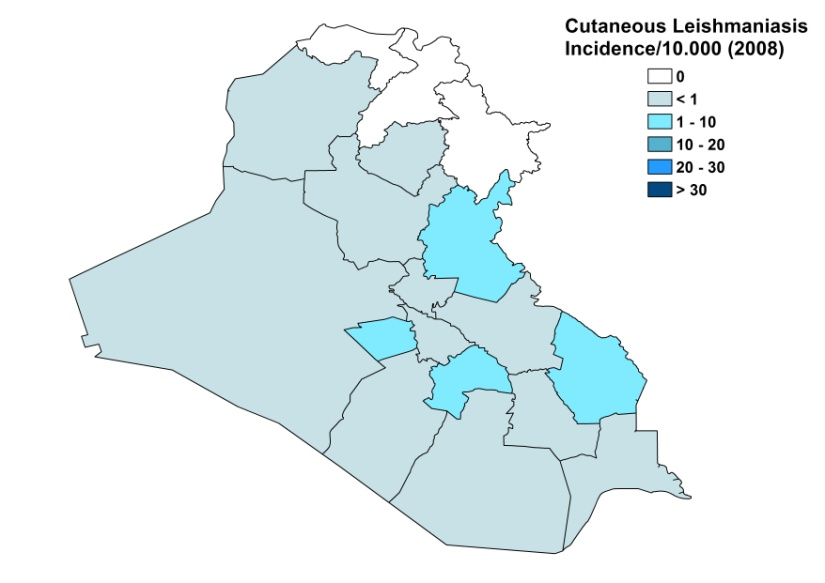 Cutaneous Leishmaniasis
Incidence/10.000 (2008)
0
< 1
1 - 10
10 - 20
20 - 30
> 30